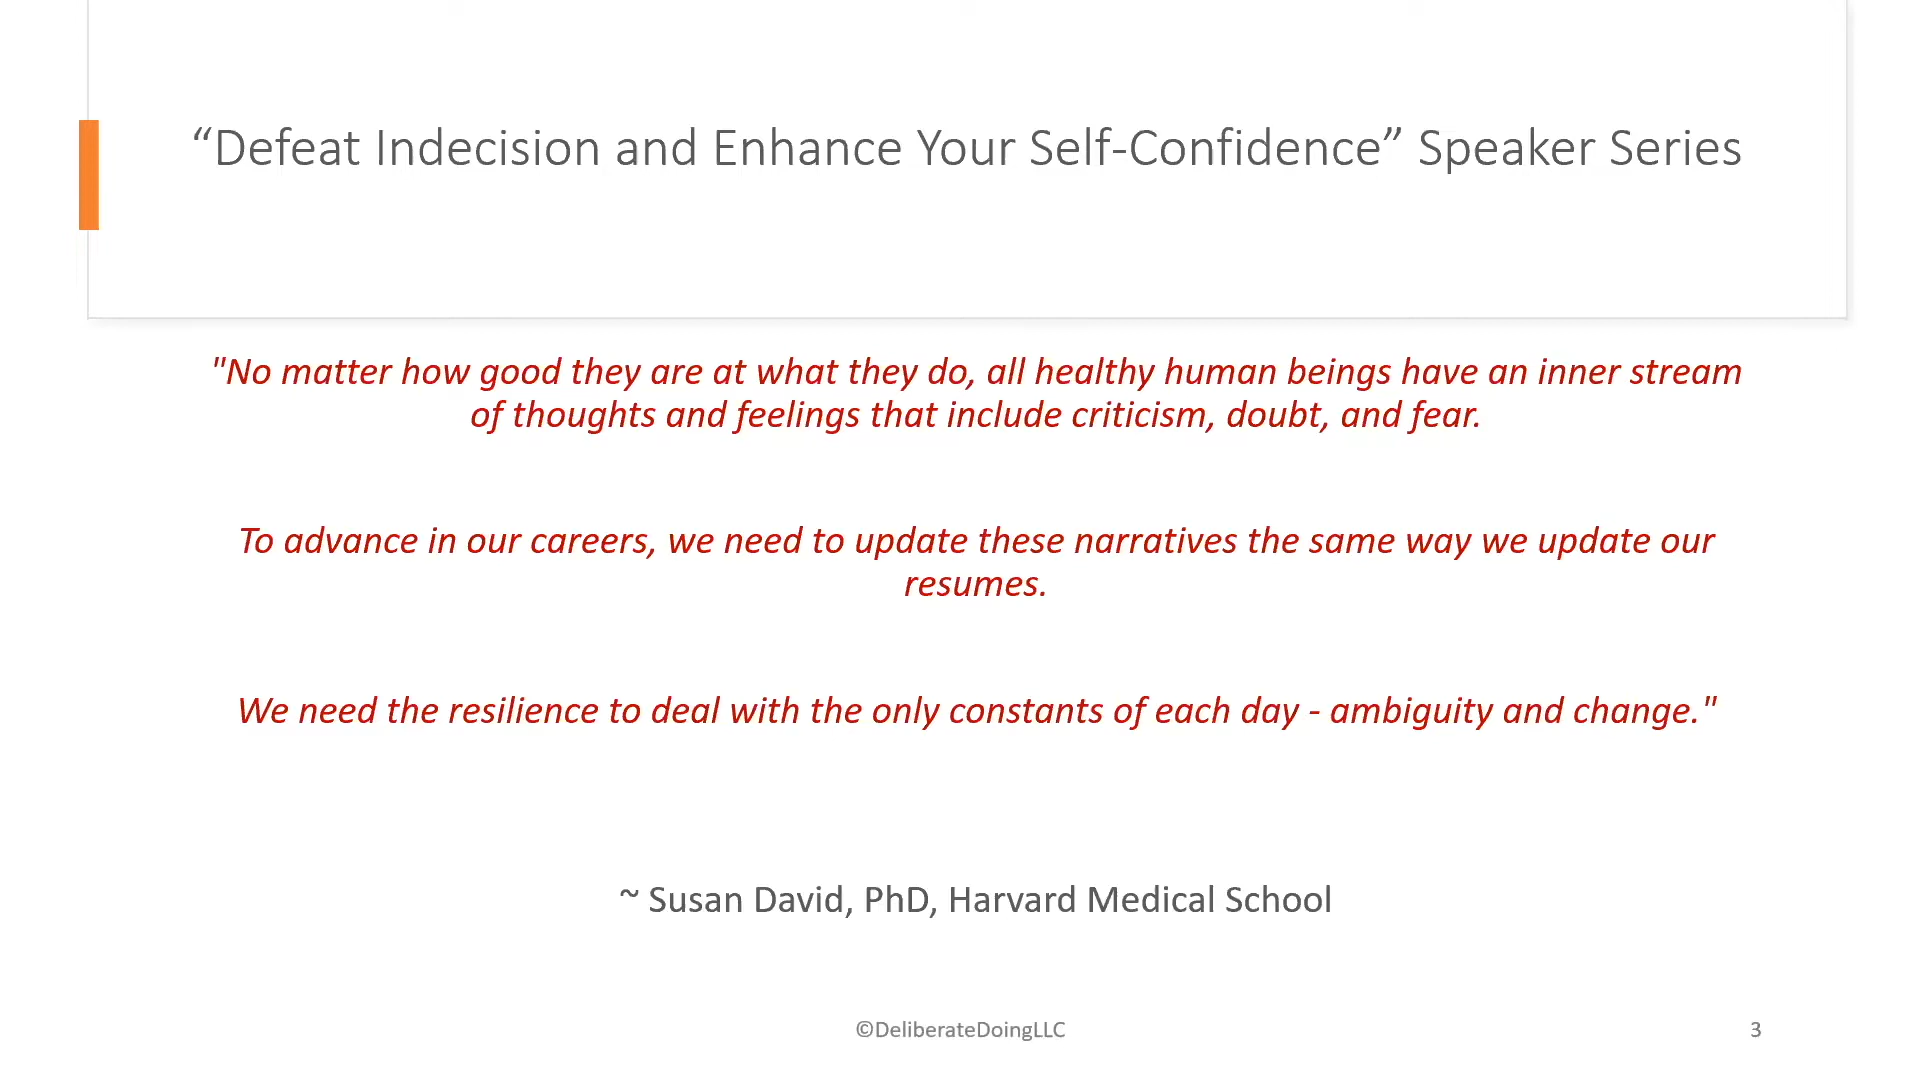 “Defeat Indecision and Enhance Your Self-Confidence” Speaker Series
"No matter how good they are at what they do, all healthy human beings have an inner stream
of thoughts and feelings that include criticism, doubt, and fear.
To advance in our careers, we need to update these narratives the same way we update our
resumes.
We need the resilience to deal with the only constants of each day - ambiguity and change."
~ Susan David, PhD, Harvard Medical School
©DeliberateDoingLLC
3